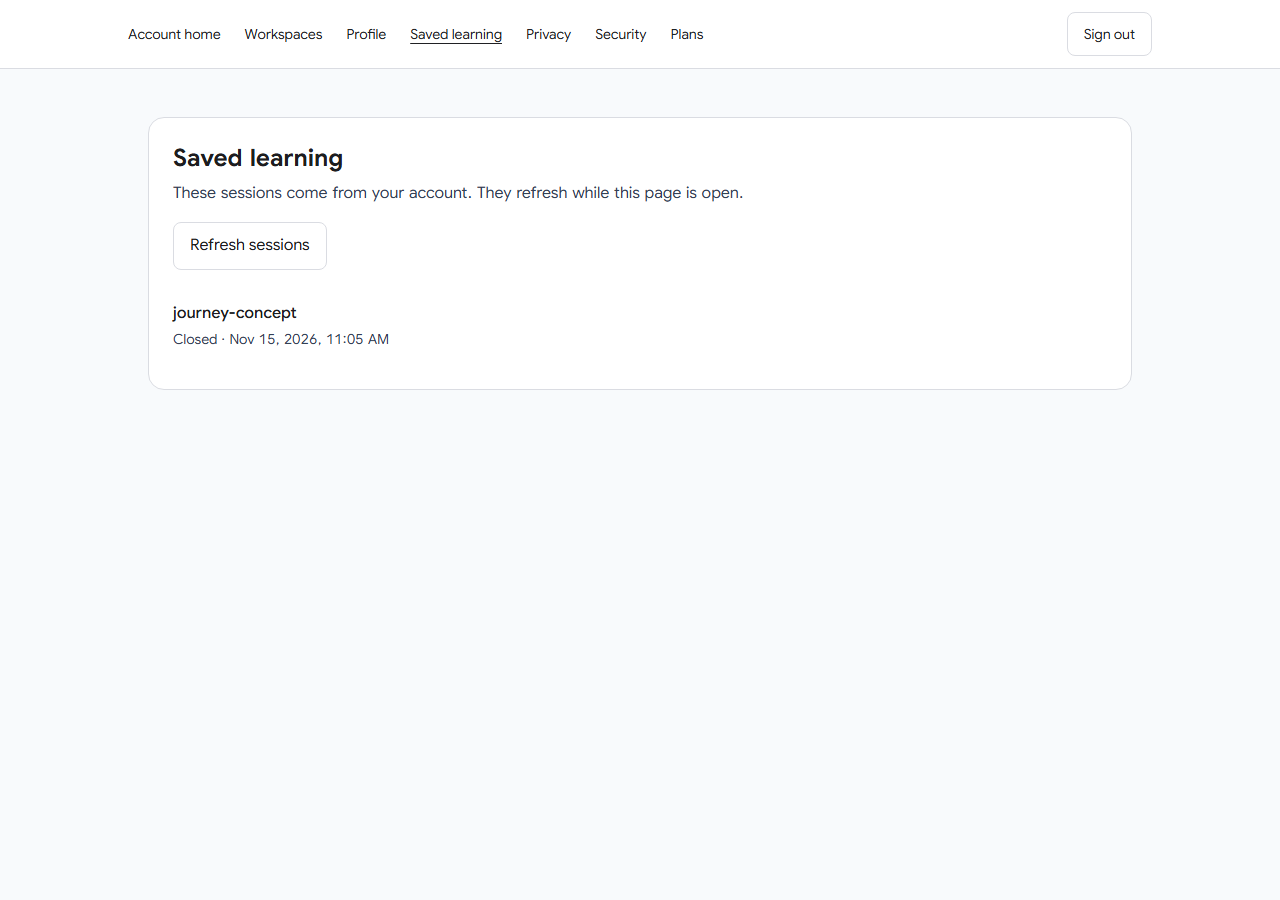 Account home Workspaces Profile Saved learning Privacy Security Plans Sign out
Saved learning
These sessions come from your account. They refresh while this page is open.
Refresh sessions
journey-concept
Closed · Nov 15, 2026, 11:05 AM